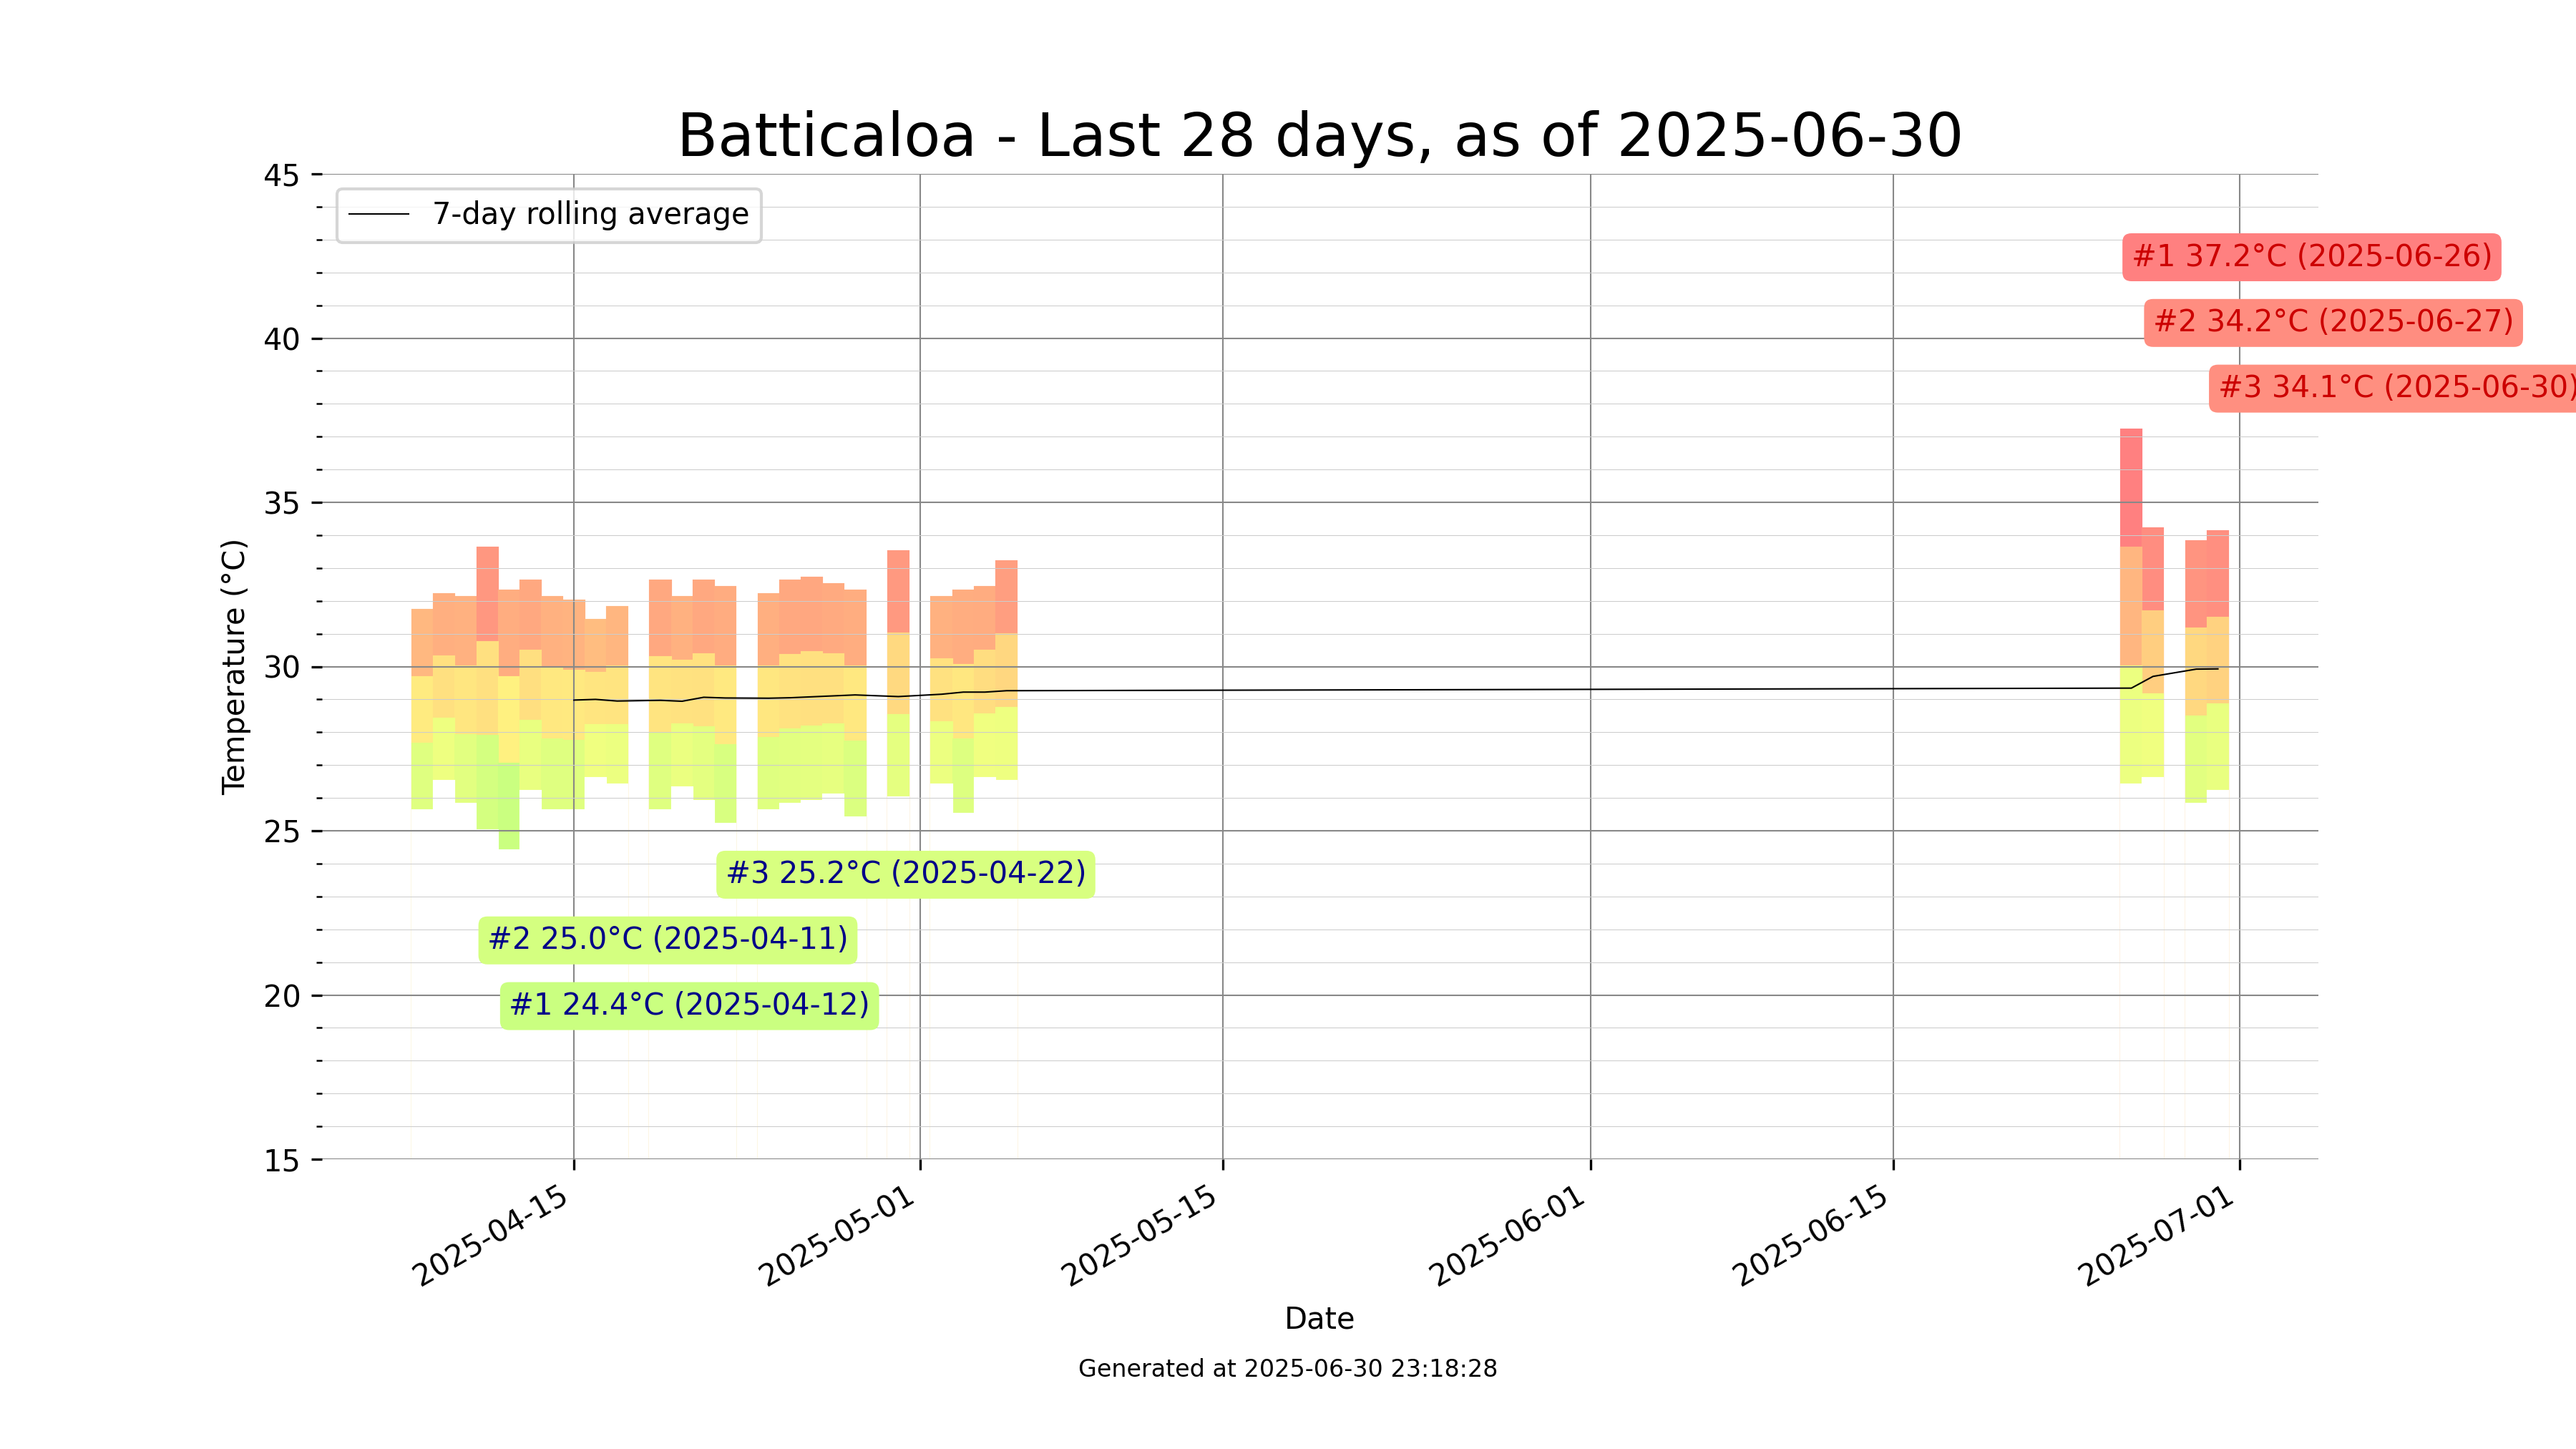 Batticaloa - Last 28 days, as of 2025-06-30
45
7-day rolling average
#1 37.2°C (2025-06-26)
#2 34.2°C (2025-06-27)
40
#3 34.1°C (2025-06-30)
35
30
Temperature (°C)
25
#3 25.2°C (2025-04-22)
#2 25.0°C (2025-04-11)
#1 24.4°C (2025-04-12)
20
15
2025-04-15
2025-05-01
2025-05-15
2025-06-01
2025-06-15
2025-07-01
Date
Generated at 2025-06-30 23:18:28